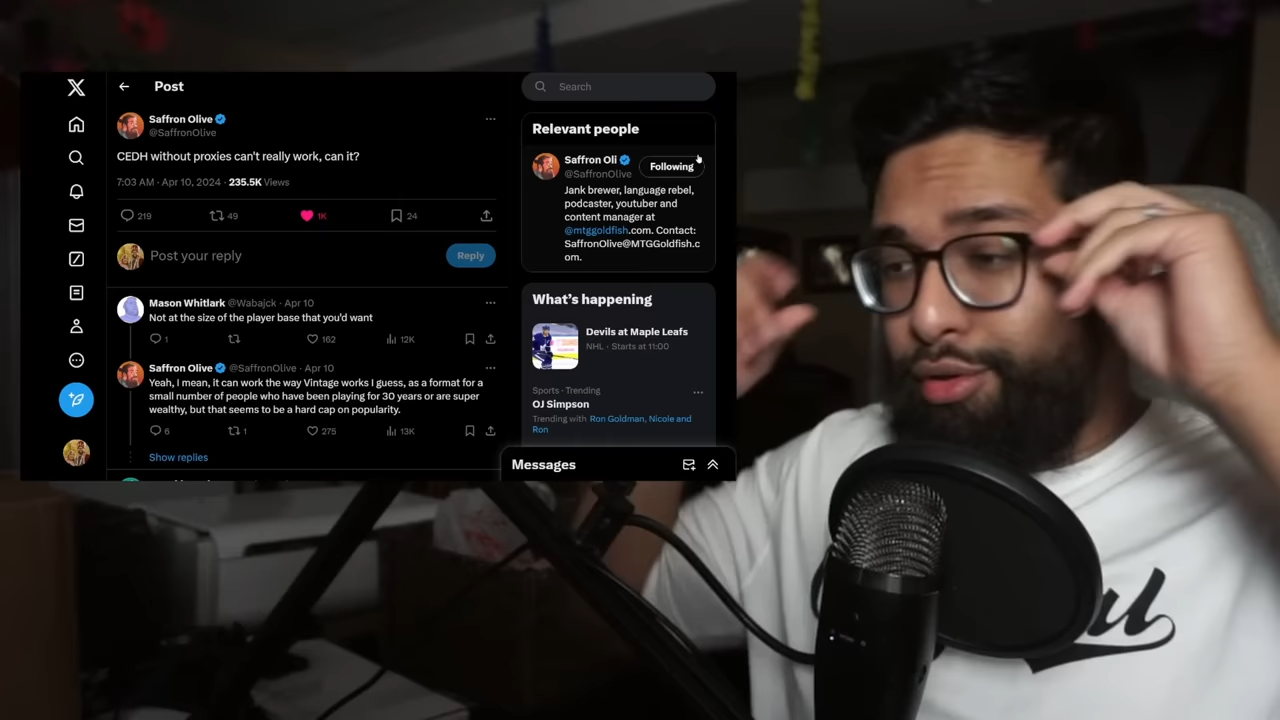 Post
Search
Saffron Olive
@SaffronOlive
CEDH without proxies can't really work, can it?
7:03 AM · Apr 10, 2024 · 235.5K Views
219
49
1K
24
Post your reply
Reply
Mason Whitlark @Wabajck · Apr 10
Not at the size of the player base that you'd want
1
162
12K
Saffron Olive @SaffronOlive · Apr 10
Yeah, I mean, it can work the way Vintage works I guess, as a format for a
small number of people who have been playing for 30 years or are super
wealthy, but that seems to be a hard cap on popularity.
6
1
275
13K
Show replies
Relevant people
Saffron Oli
Following
@SaffronOlive
Jank brewer, language rebel,
podcaster, youtuber and
content manager at
@mtggoldfish.com. Contact:
SaffronOlive@MTGGoldfish.c
om.
What's happening
Devils at Maple Leafs
NHL · Starts at 11:00
Sports · Trending
OJ Simpson
Trending with Ron Goldman, Nicole and
Ron
Messages